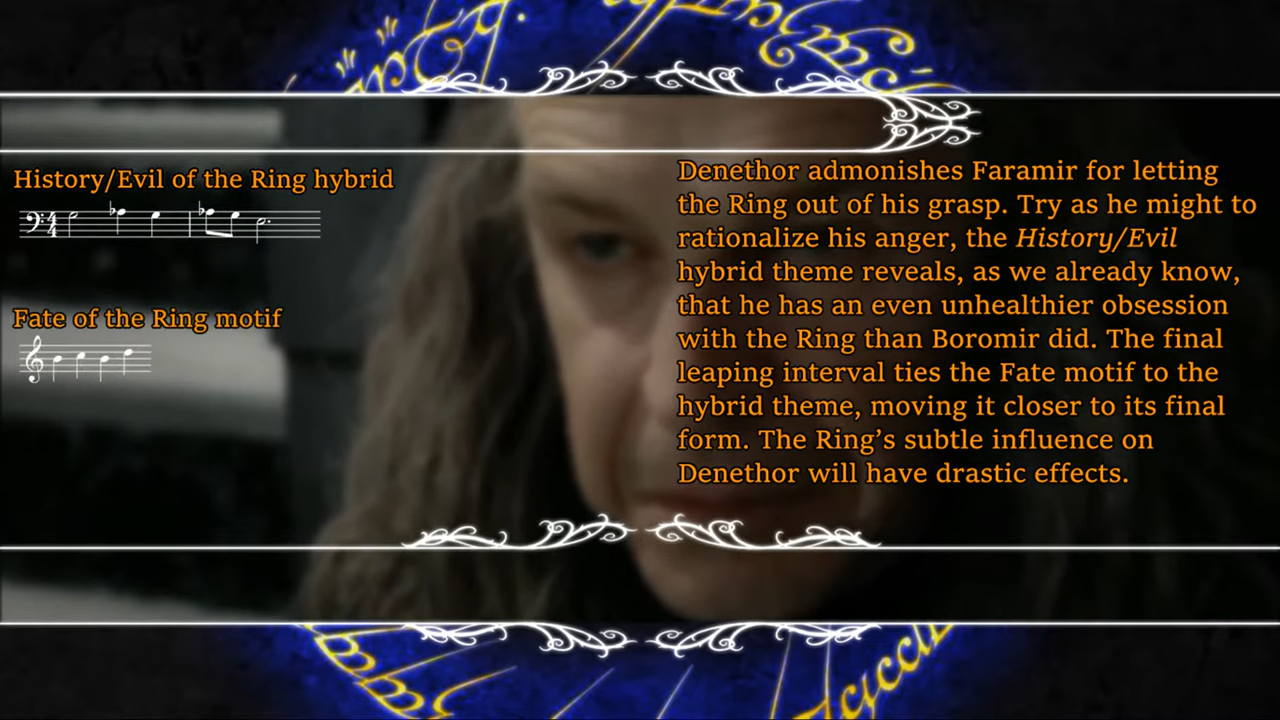 History/Evil of the Ring hybrid
Fate of the Ring motif
Denethor admonishes Faramir for letting
the Ring out of his grasp. Try as he might to
rationalize his anger, the History/Evil
hybrid theme reveals, as we already know,
that he has an even unhealthier obsession
with the Ring than Boromir did. The final
leaping interval ties the Fate motif to the
hybrid theme, moving it closer to its final
form. The Ring’s subtle influence on
Denethor will have drastic effects.